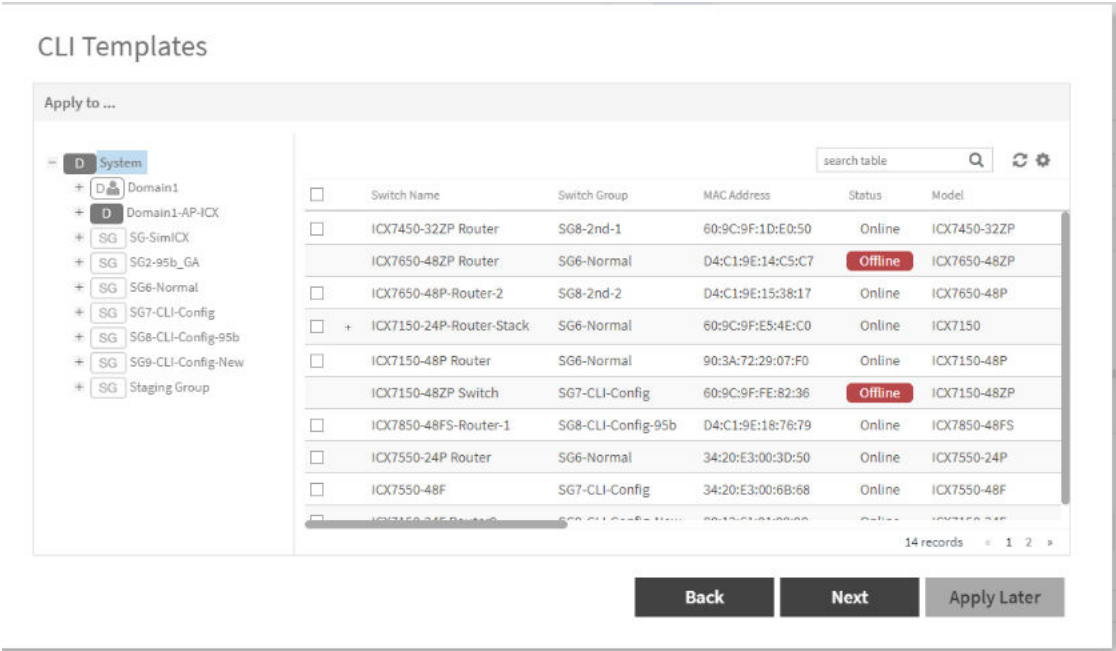 CLI Templates
Apply to ...
− D System
+ D Domain1
+ D Domain1-AP-ICX
+ SG SG-SimICX
+ SG SG2-95b_GA
+ SG SG6-Normal
+ SG SG7-CLI-Config
+ SG SG8-CLI-Config-95b
+ SG SG9-CLI-Config-New
+ SG Staging Group
search table
Switch Name Switch Group MAC Address Status Model
ICX7450-32ZP Router SG8-2nd-1 60:9C:9F:1D:E0:50 Online ICX7450-32ZP
ICX7650-48ZP Router SG6-Normal D4:C1:9E:14:C5:C7 Offline ICX7650-48ZP
ICX7650-48P-Router-2 SG8-2nd-2 D4:C1:9E:15:38:17 Online ICX7650-48P
+ ICX7150-24P-Router-Stack SG6-Normal 60:9C:9F:E5:4E:C0 Online ICX7150
ICX7150-48P Router SG6-Normal 90:3A:72:29:07:F0 Online ICX7150-48P
ICX7150-48ZP Switch SG7-CLI-Config 60:9C:9F:FE:82:36 Offline ICX7150-48ZP
ICX7850-48FS-Router-1 SG8-CLI-Config-95b D4:C1:9E:18:76:79 Online ICX7850-48FS
ICX7550-24P Router SG6-Normal 34:20:E3:00:3D:50 Online ICX7550-24P
ICX7550-48F SG7-CLI-Config 34:20:E3:00:6B:68 Online ICX7550-48F
14 records « 1 2 »
Back Next Apply Later